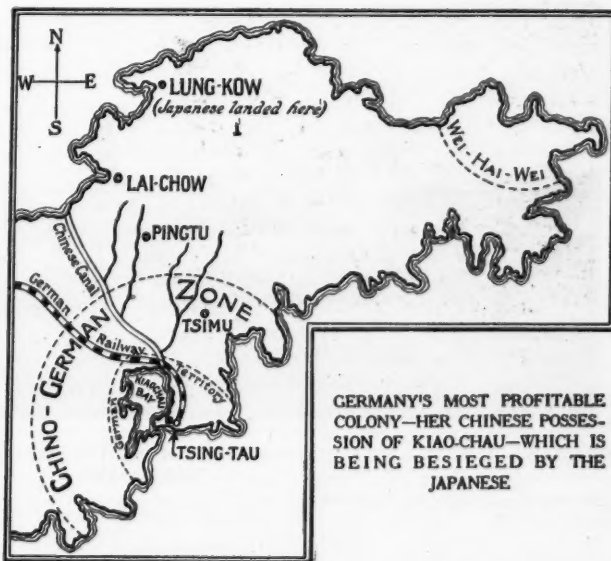 N
W E
S
LUNG-KOW
(Japanese landed here)
WEI-HAI-WEI
LAI-CHOW
PINGTU
Chinese Canal
German Railway
CHINO-GERMAN ZONE
TSIMU
KIAOCHAU
BAY
German Territory
TSING-TAU
GERMANY'S MOST PROFITABLE
COLONY—HER CHINESE POSSES-
SION OF KIAO-CHAU—WHICH IS
BEING BESIEGED BY THE
JAPANESE